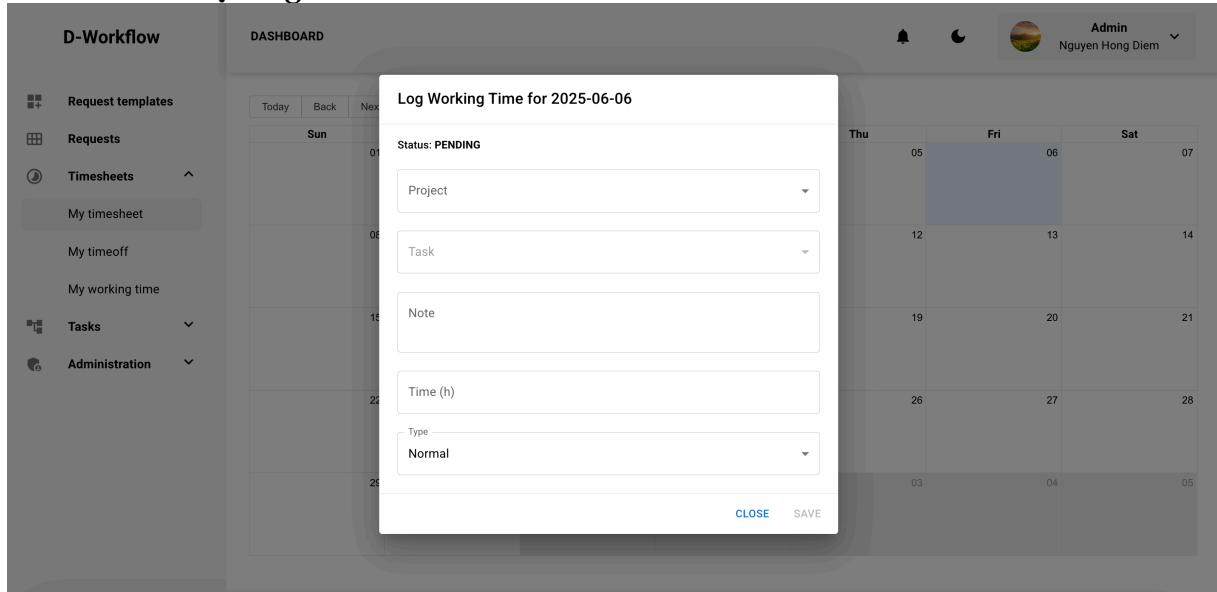 D-Workflow
DASHBOARD
Admin
Nguyen Hong Diem
Request templates
Requests
Timesheets
My timesheet
My timeoff
My working time
Tasks
Administration
Today Back Nex
Sun Thu Fri Sat
01 05 06 07
08 12 13 14
15 19 20 21
22 26 27 28
29 03 04 05
Log Working Time for 2025-06-06
Status: PENDING
Project
Task
Note
Time (h)
Type
Normal
CLOSE SAVE